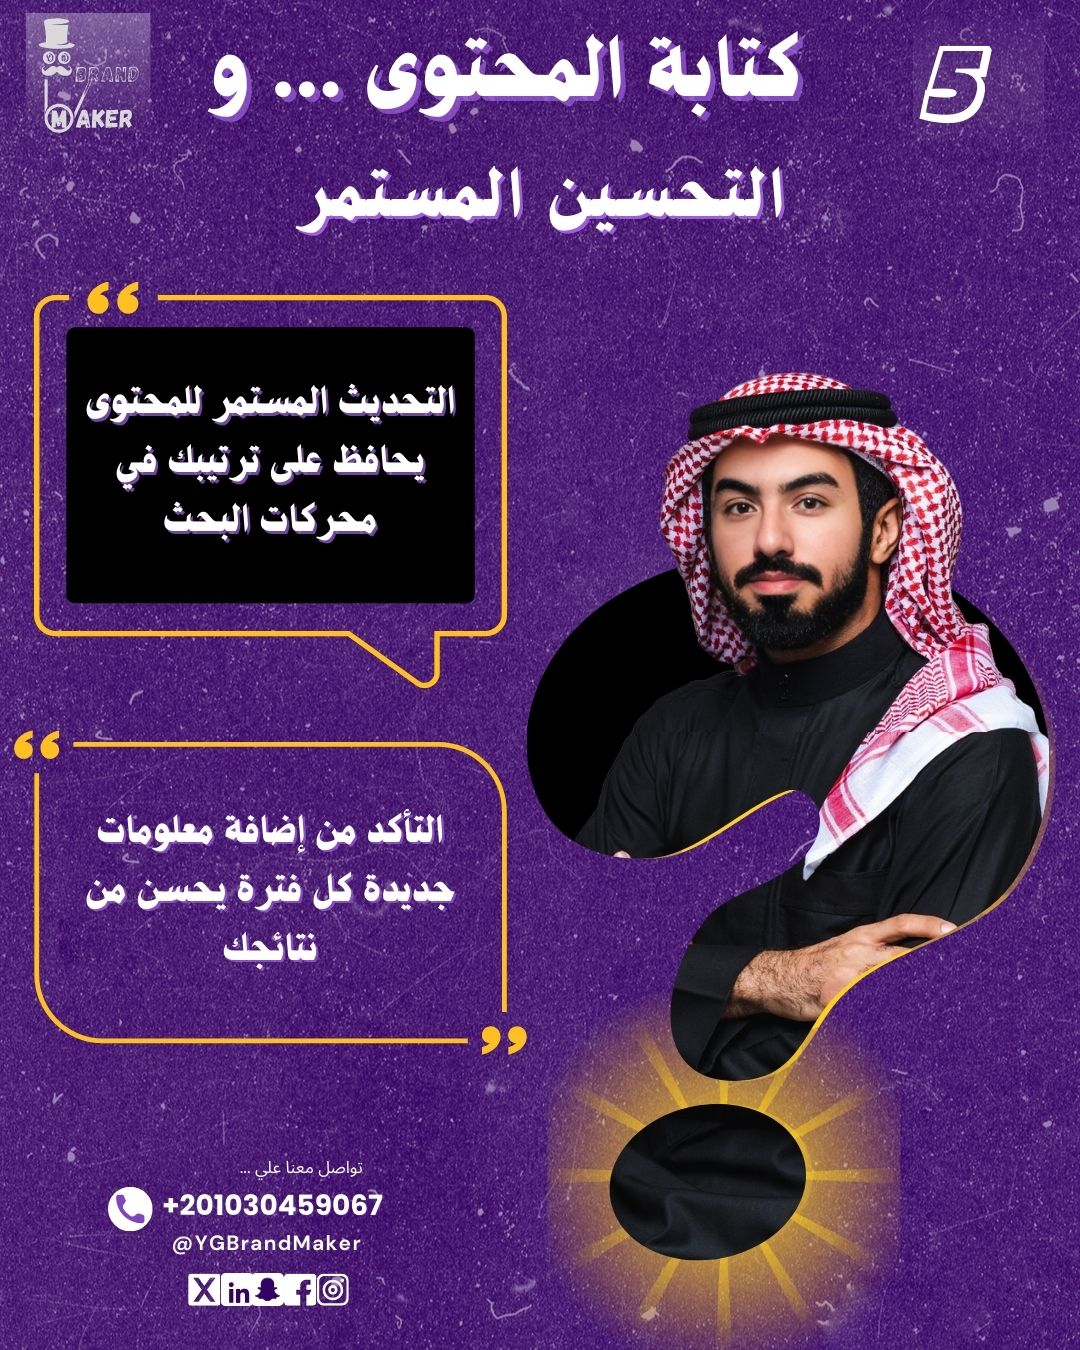 BRAND
MAKER
5
كتابة المحتوى ... و
التحسين المستمر
التحديث المستمر للمحتوى
يحافظ على ترتيبك في
محركات البحث
التأكد من إضافة معلومات
جديدة كل فترة يحسن من
نتائجك
تواصل معنا علي ...
+201030459067
@YGBrandMaker